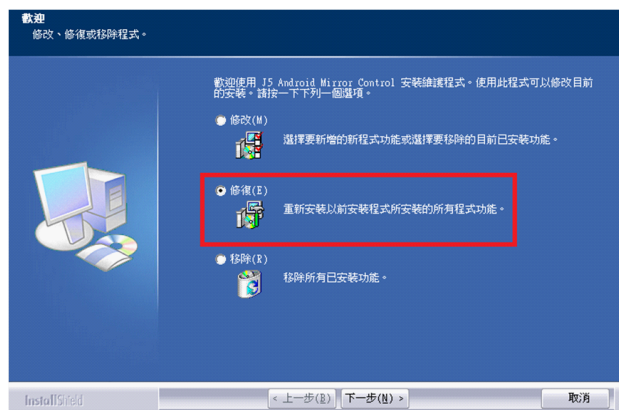 歡迎
修改、修復或移除程式。
歡迎使用 J5 Android Mirror Control 安裝維護程式。使用此程式可以修改目前
的安裝。請按一下下列一個選項。
修改(M)
選擇要新增的新程式功能或選擇要移除的目前已安裝功能。
修復(E)
重新安裝以前安裝程式所安裝的所有程式功能。
移除(R)
移除所有已安裝功能。
InstallShield
< 上一步(B) 下一步(N) > 取消